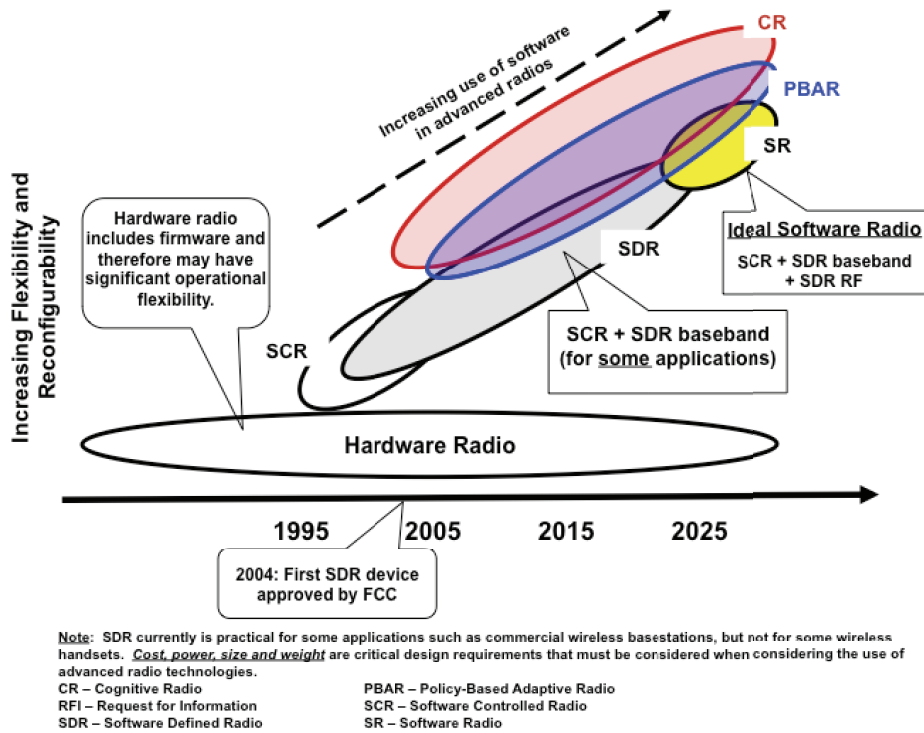 CR
Increasing use of software
in advanced radios
PBAR
SR
Increasing Flexibility and
Reconfigurability
Hardware radio
includes firmware and
therefore may have
significant operational
flexibility.
Ideal Software Radio
SCR + SDR baseband
+ SDR RF
SDR
SCR
SCR + SDR baseband
(for some applications)
Hardware Radio
1995
2005
2015
2025
2004: First SDR device
approved by FCC
Note: SDR currently is practical for some applications such as commercial wireless basestations, but not for some wireless
handsets. Cost, power, size and weight are critical design requirements that must be considered when considering the use of
advanced radio technologies.
CR – Cognitive Radio
PBAR – Policy-Based Adaptive Radio
RFI – Request for Information
SCR – Software Controlled Radio
SDR – Software Defined Radio
SR – Software Radio